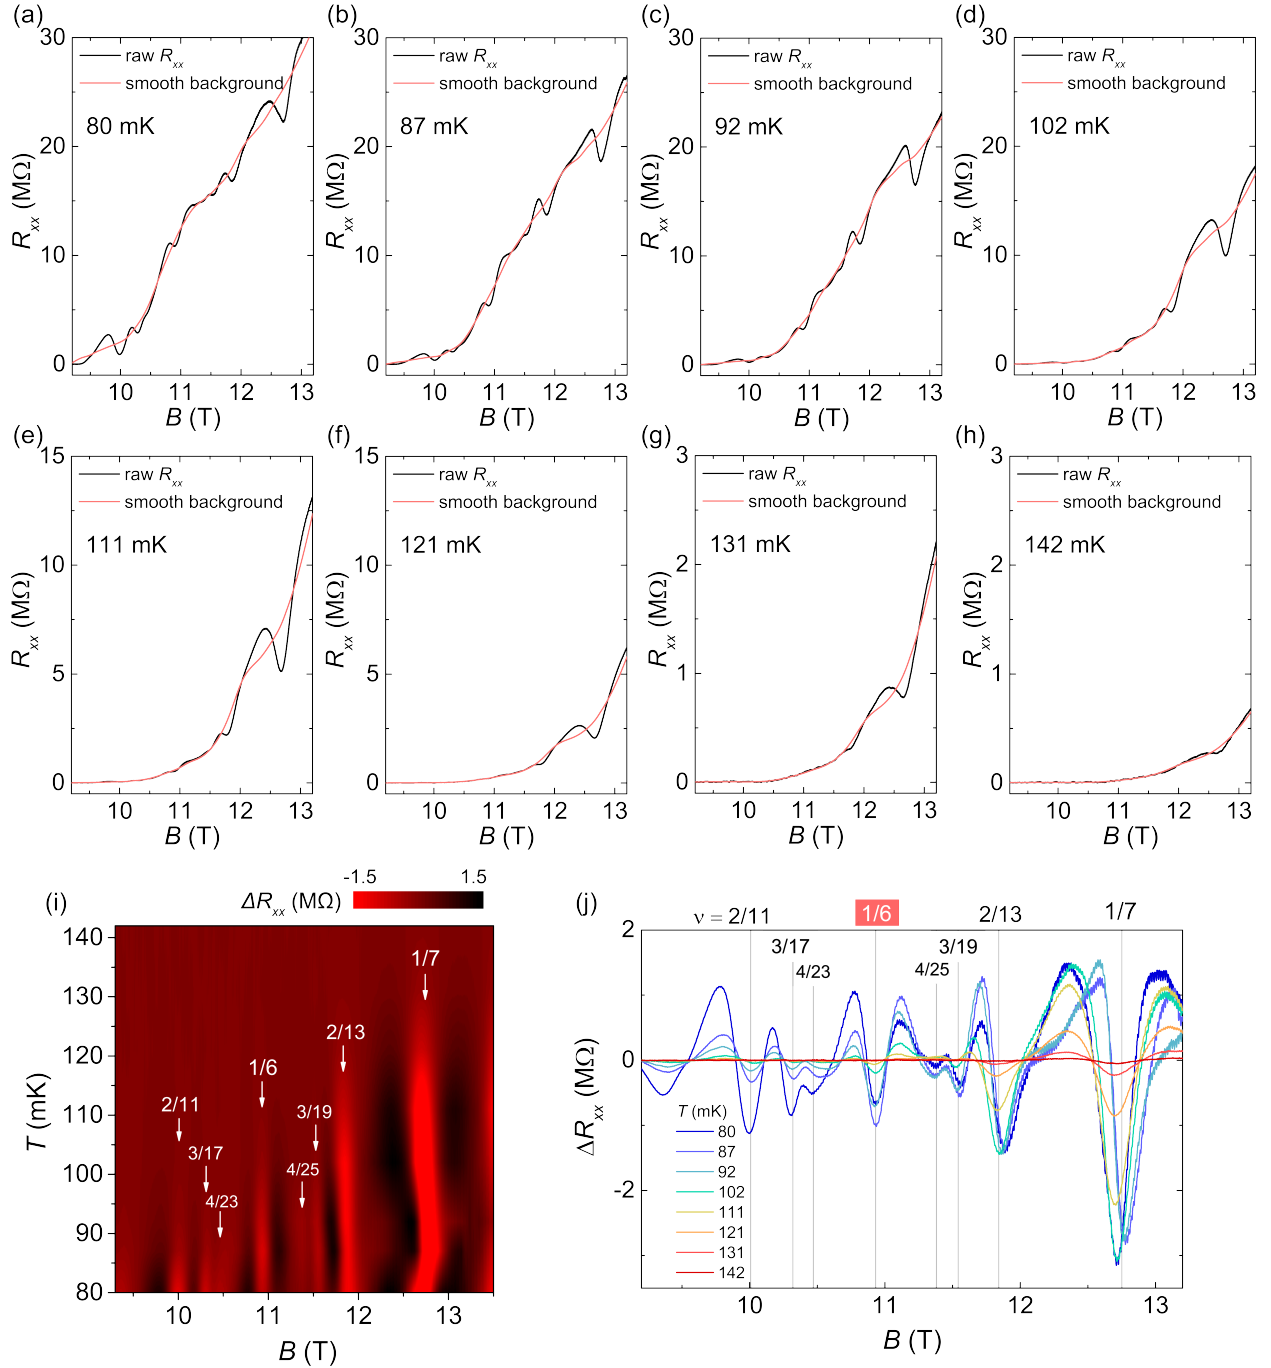 (a)
30
20
10
0
10 11 12 13
raw Rxx
smooth background
80 mK
Rxx (MΩ)
B (T)
(b)
30
20
10
0
10 11 12 13
raw Rxx
smooth background
87 mK
Rxx (MΩ)
B (T)
(c)
30
20
10
0
10 11 12 13
raw Rxx
smooth background
92 mK
Rxx (MΩ)
B (T)
(d)
30
20
10
0
10 11 12 13
raw Rxx
smooth background
102 mK
Rxx (MΩ)
B (T)
(e)
15
10
5
0
10 11 12 13
raw Rxx
smooth background
111 mK
Rxx (MΩ)
B (T)
(f)
15
10
5
0
10 11 12 13
raw Rxx
smooth background
121 mK
Rxx (MΩ)
B (T)
(g)
3
2
1
0
10 11 12 13
raw Rxx
smooth background
131 mK
Rxx (MΩ)
B (T)
(h)
3
2
1
0
10 11 12 13
raw Rxx
smooth background
142 mK
Rxx (MΩ)
B (T)
(i)
-1.5 1.5
ΔRxx (MΩ)
140
130
120
110
100
90
80
T (mK)
1/7
2/13
1/6
2/11
3/19
3/17
4/25
4/23
10 11 12 13
B (T)
(j)
ν = 2/11 1/6 2/13 1/7
3/17 3/19
4/23 4/25
2
0
-2
ΔRxx (MΩ)
T (mK)
80
87
92
102
111
121
131
142
10 11 12 13
B (T)